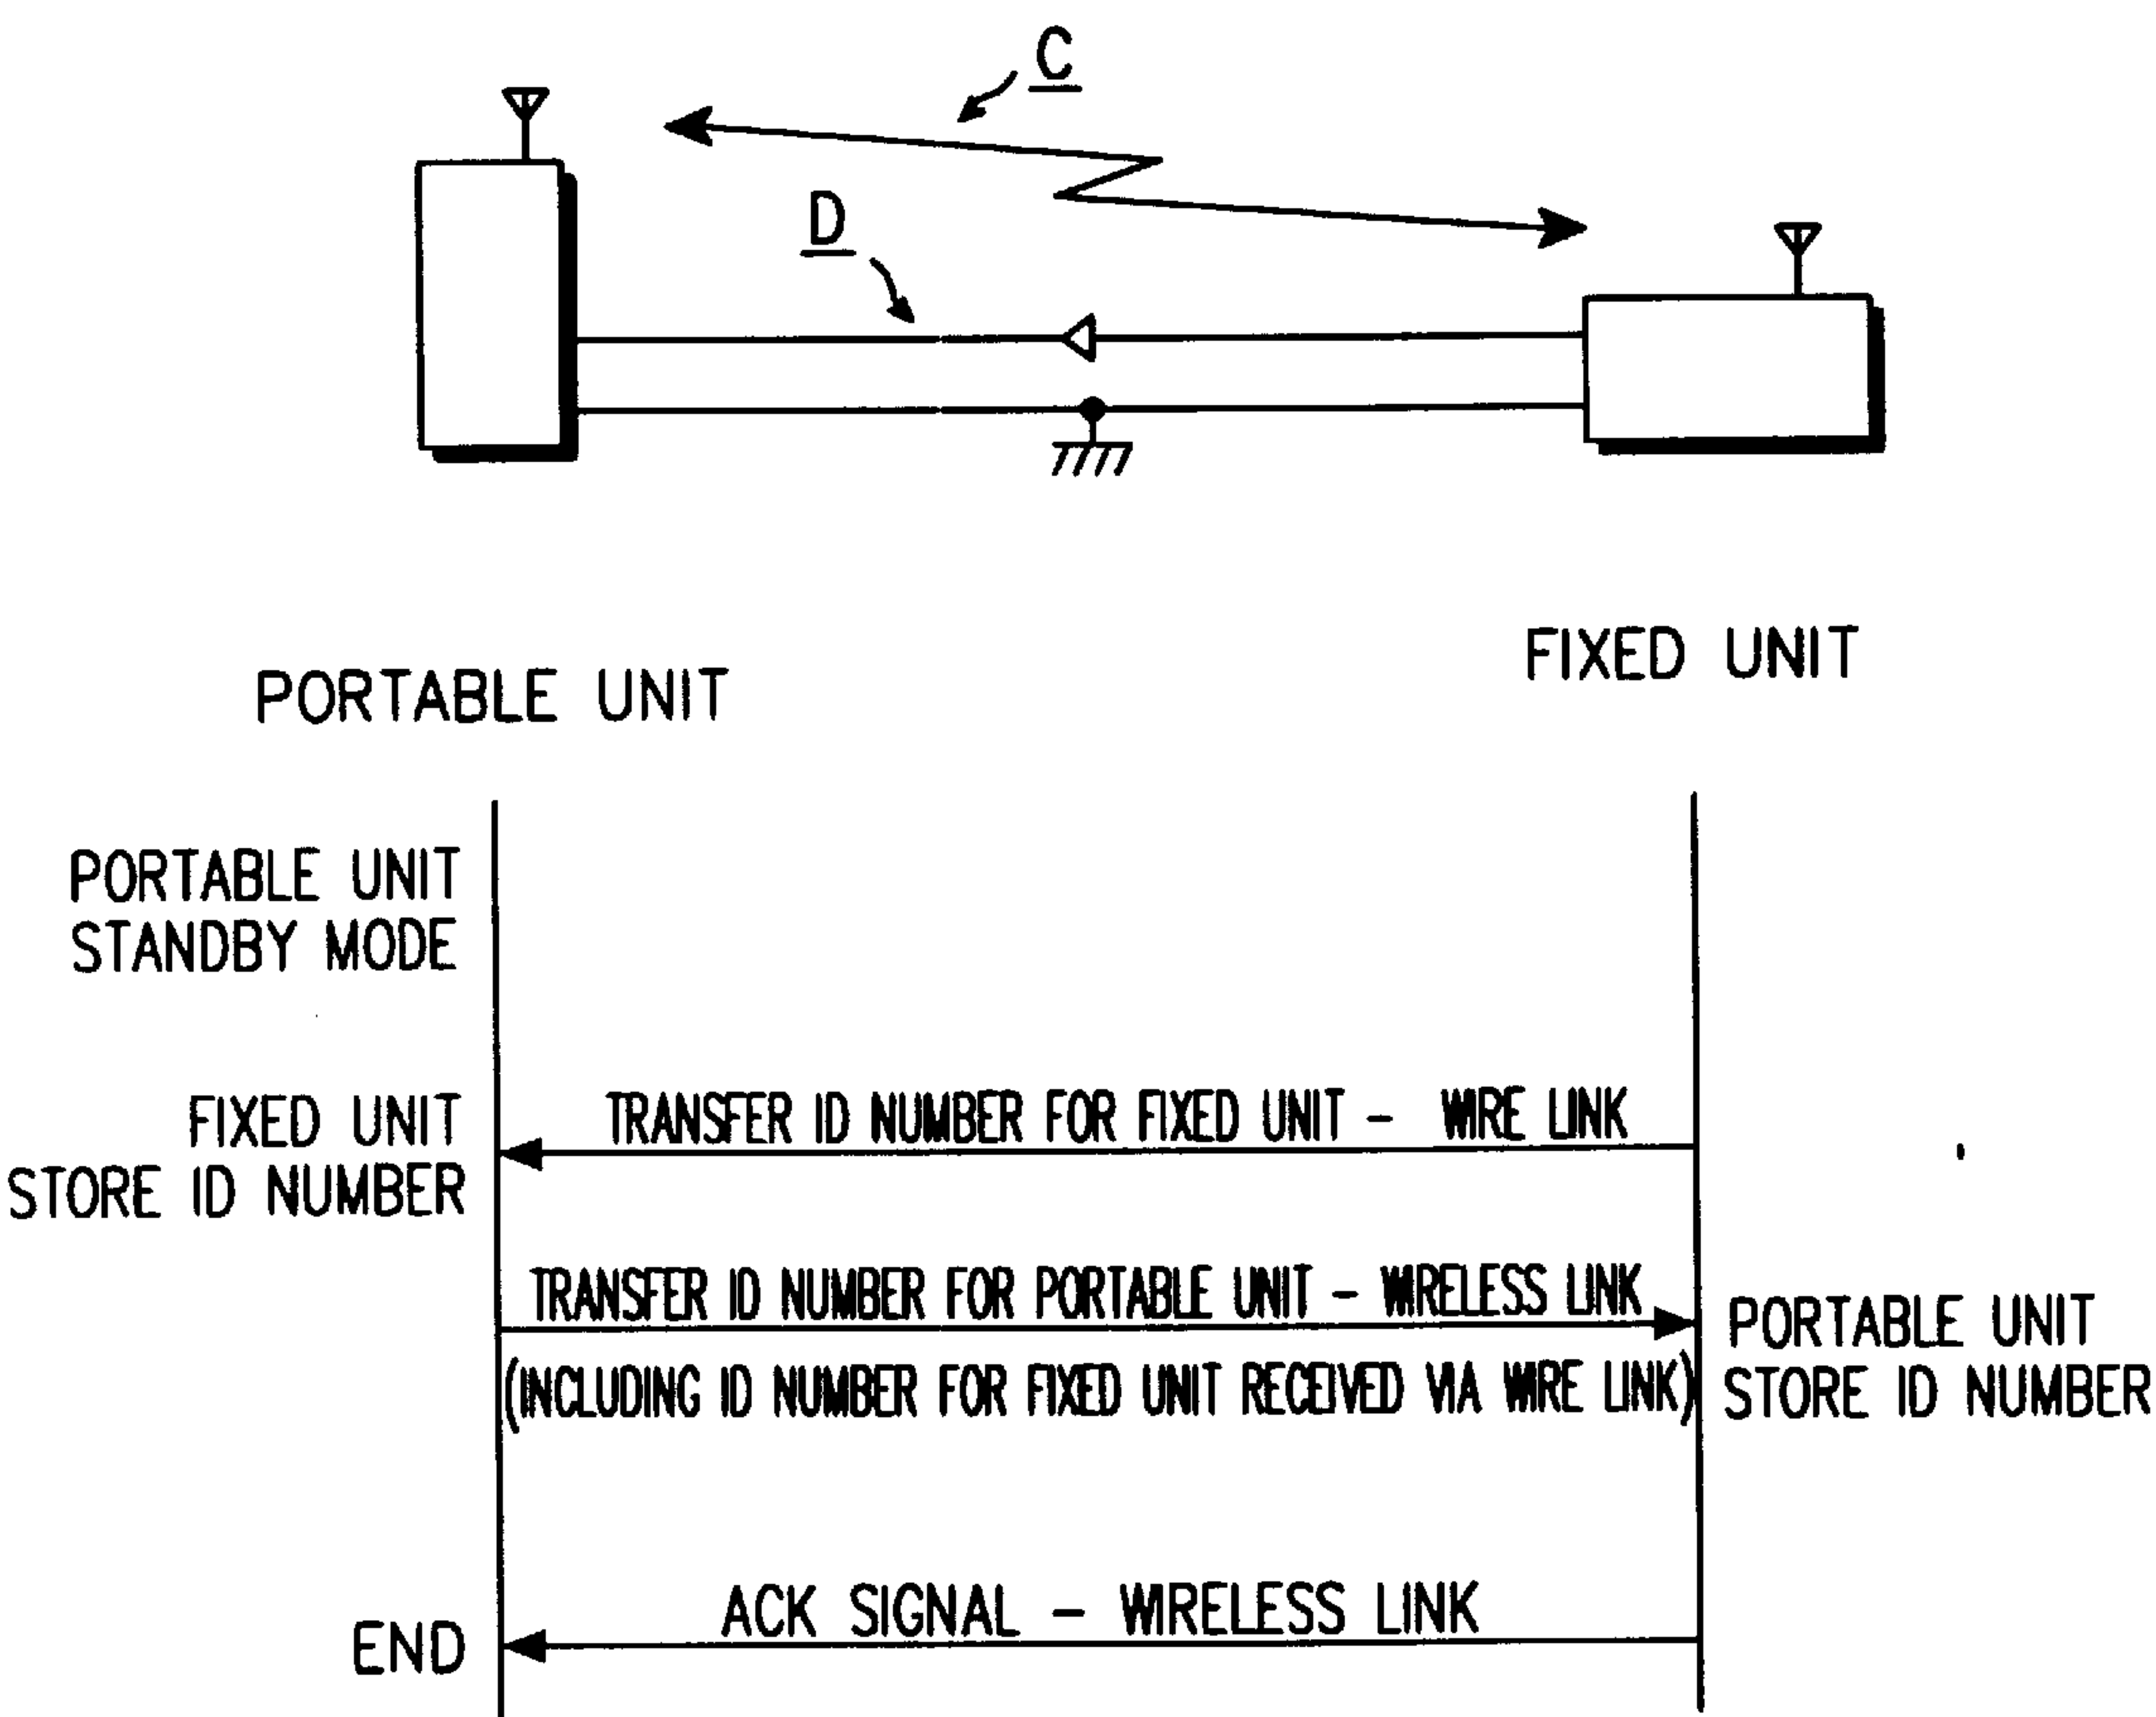 C
D
FIXED UNIT
PORTABLE UNIT
PORTABLE UNIT
STANDBY MODE
FIXED UNIT
STORE ID NUMBER
TRANSFER ID NUMBER FOR FIXED UNIT - WIRE LINK
TRANSFER ID NUMBER FOR PORTABLE UNIT - WIRELESS LINK
(INCLUDING ID NUMBER FOR FIXED UNIT RECEIVED VIA WIRE LINK)
PORTABLE UNIT
STORE ID NUMBER
ACK SIGNAL - WIRELESS LINK
END